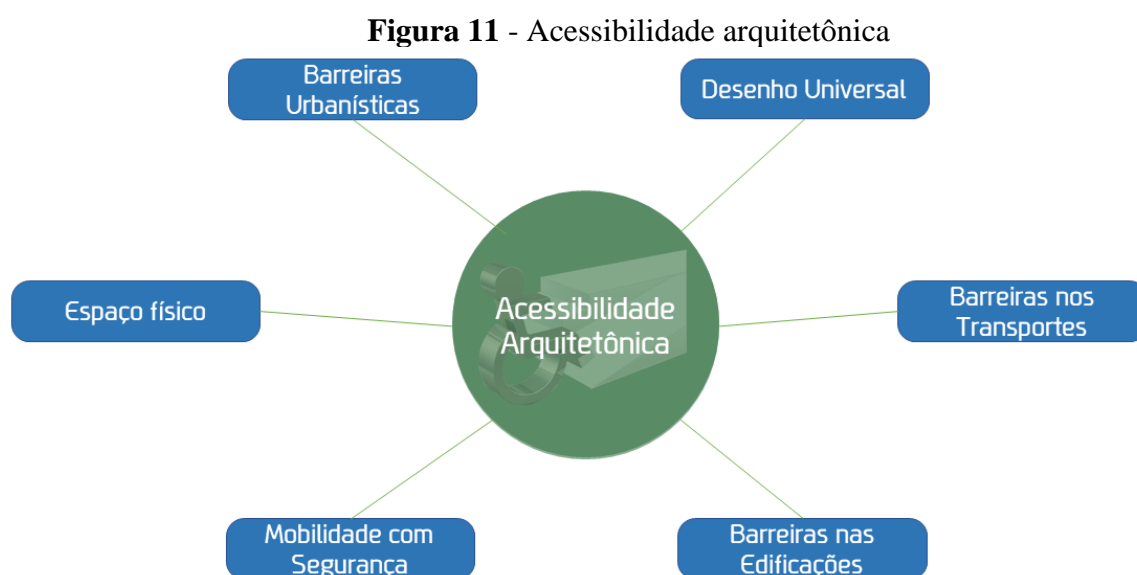 Figura 11 - Acessibilidade arquitetônica
Barreiras
Urbanísticas
Desenho Universal
Espaço físico
Acessibilidade
Arquitetônica
Barreiras nos
Transportes
Mobilidade com
Segurança
Barreiras nas
Edificações